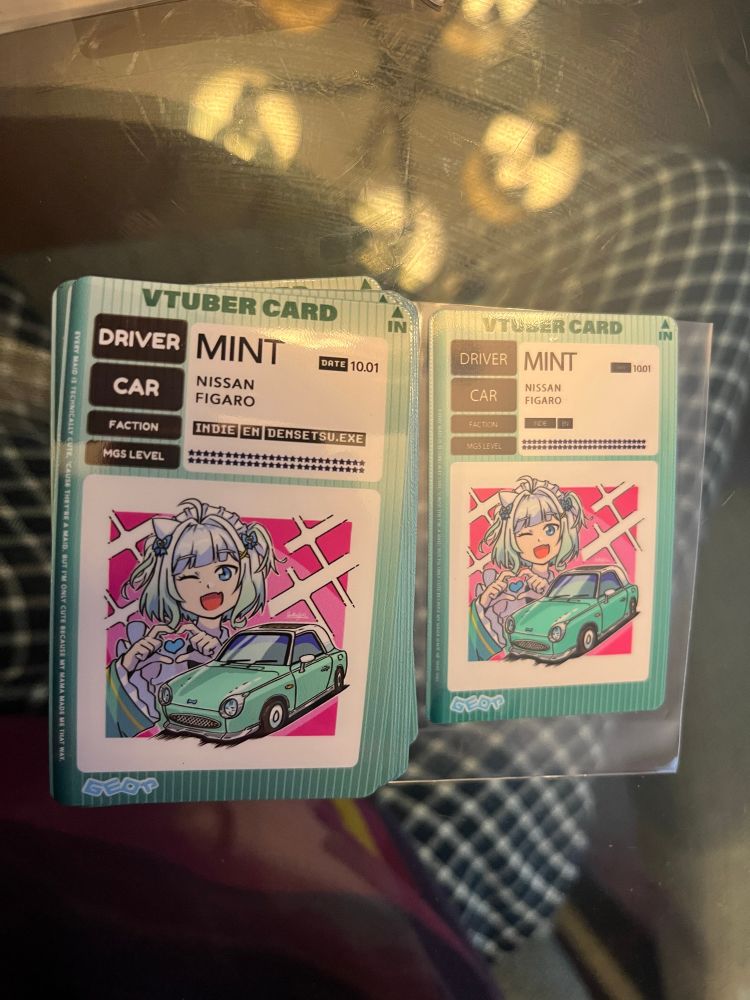 VTUBER CARD
IN
DRIVER
MINT
DATE 10.01
CAR
NISSAN
FIGARO
FACTION
INDIE EN DENSETSU.EXE
MGS LEVEL
EVERY MAID IS TECHNICALLY CUTE, 'CAUSE THEY'RE A MAID. BUT I'M ONLY CUTE BECAUSE MY MAMA MADE ME THAT WAY.
GEOT
VTUBER CARD
IN
DRIVER
MINT
10.01
CAR
NISSAN
FIGARO
FACTION
INDIE EN
MGS LEVEL
GEOT